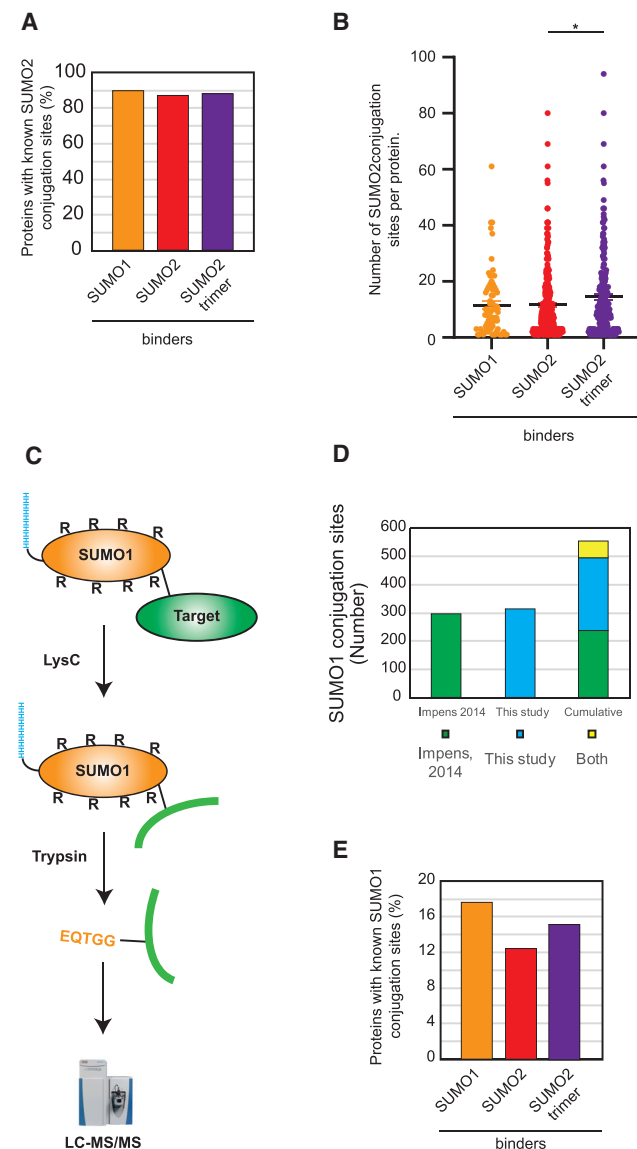 A
Proteins with known SUMO2
conjugation sites (%)
100
80
60
40
20
0
SUMO1
SUMO2
SUMO2
trimer
binders
B
*
Number of SUMO2conjugation
sites per protein.
100
80
60
40
20
0
SUMO1
SUMO2
SUMO2
trimer
binders
C
R R R R
SUMO1
R R R R
Target
LysC
R R R R
SUMO1
R R R R
Trypsin
EQTGG
LC-MS/MS
D
SUMO1 conjugation sites
(Number)
600
500
400
300
200
100
0
Impens 2014 This study Cumulative
Impens,
2014
This study
Both
E
Proteins with known SUMO1
conjugation sites (%)
20
16
12
8
4
0
SUMO1
SUMO2
SUMO2
trimer
binders